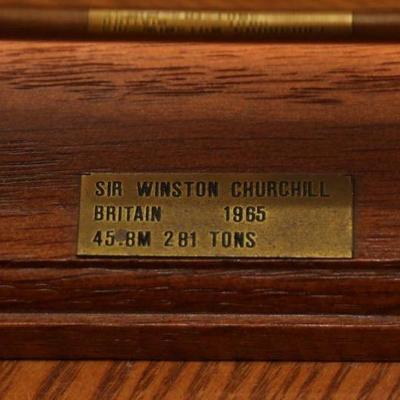 SIR WINSTON CHURCHILL
BRITAIN 1965
45.8M 281 TONS